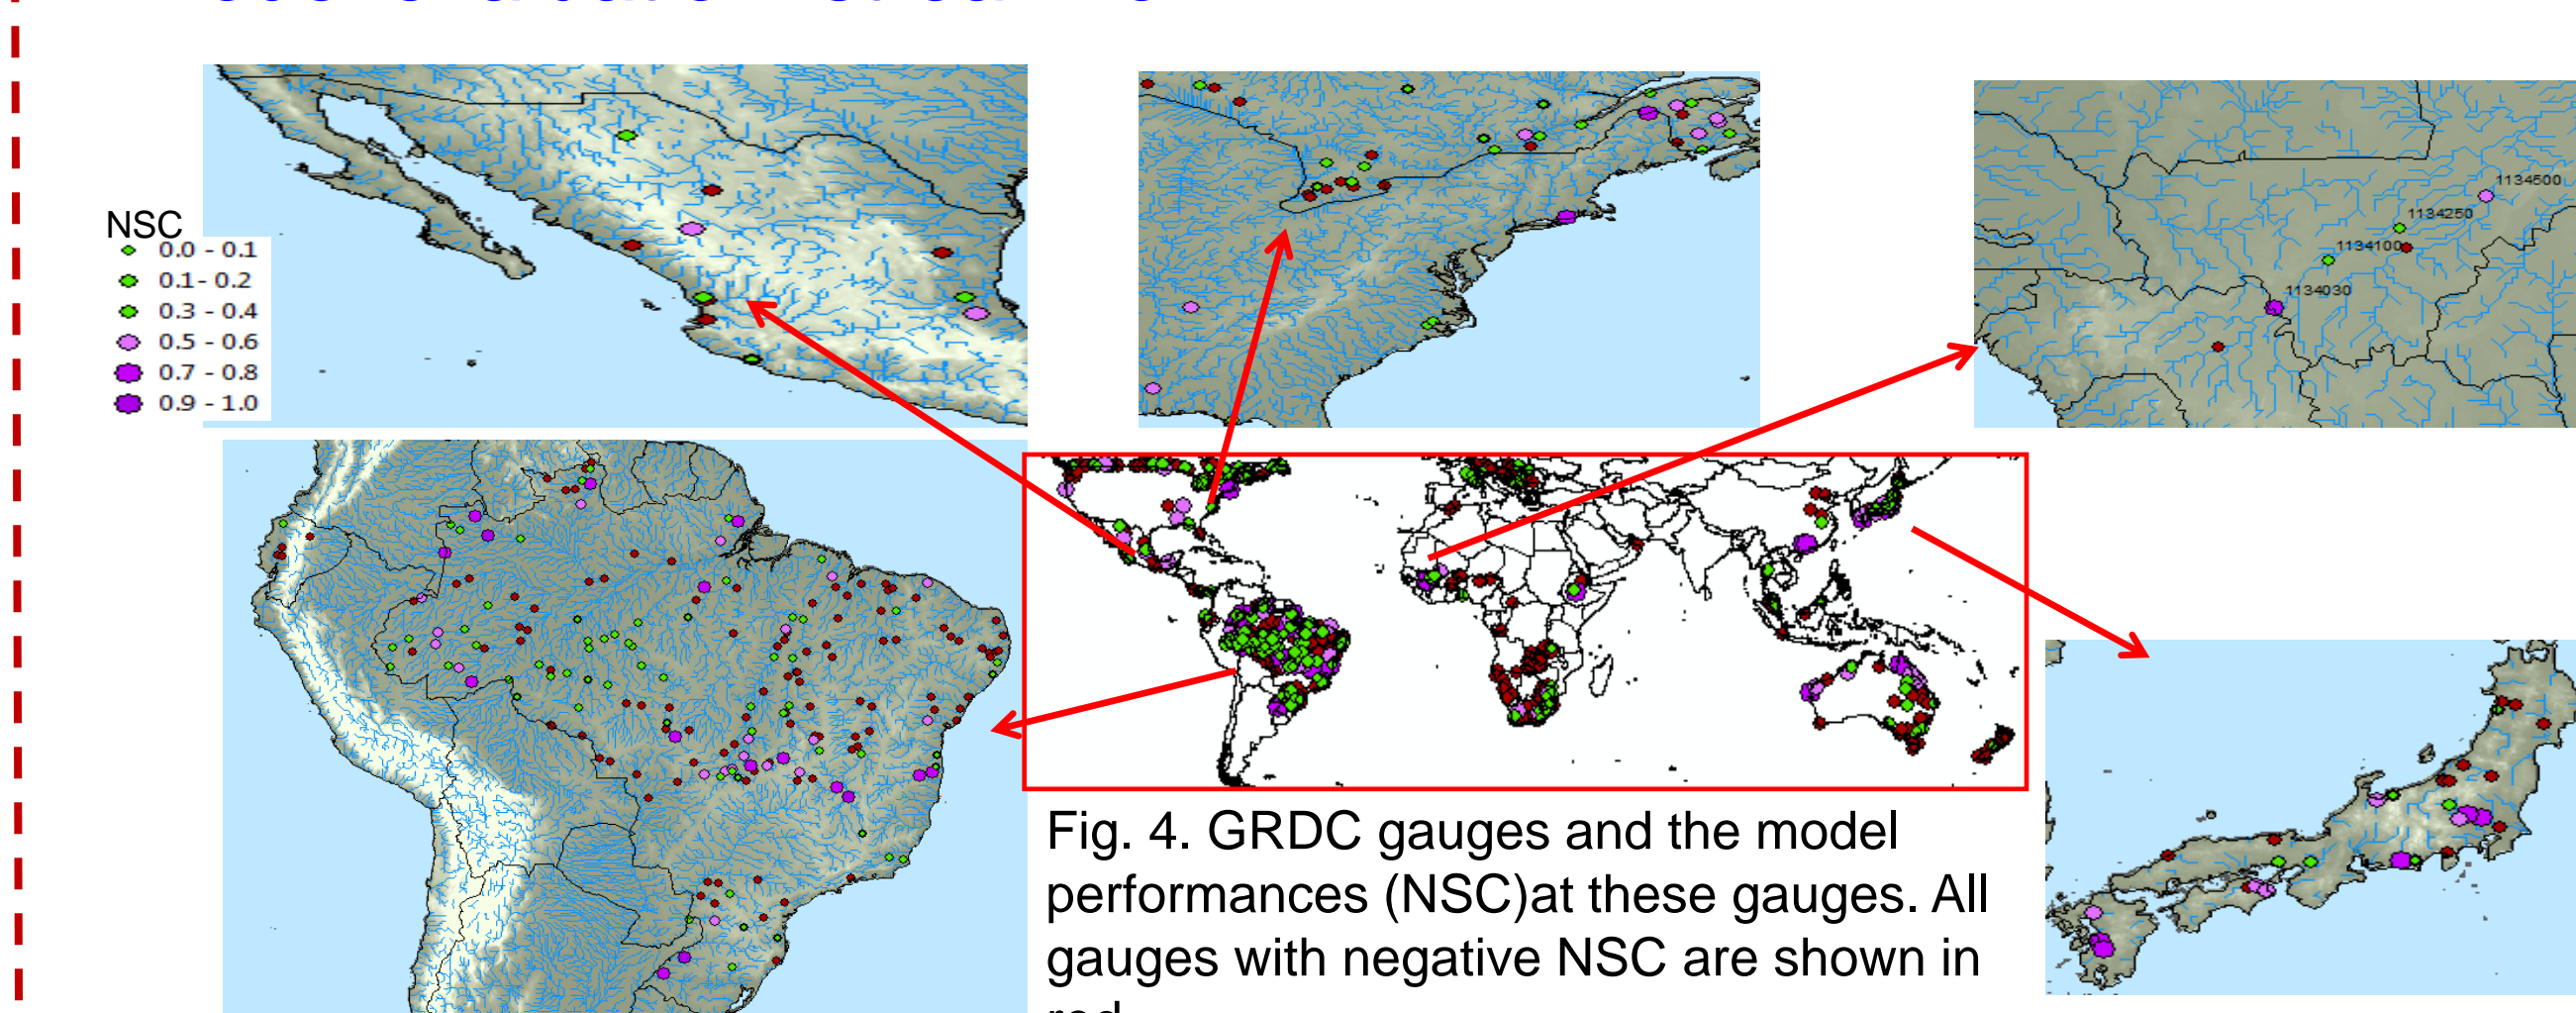 NSC
0.0 - 0.1
0.1 - 0.2
0.3 - 0.4
0.5 - 0.6
0.7 - 0.8
0.9 - 1.0
1134500
1134250
1134100
1134030
Fig. 4. GRDC gauges and the model
performances (NSC)at these gauges. All
gauges with negative NSC are shown in
red